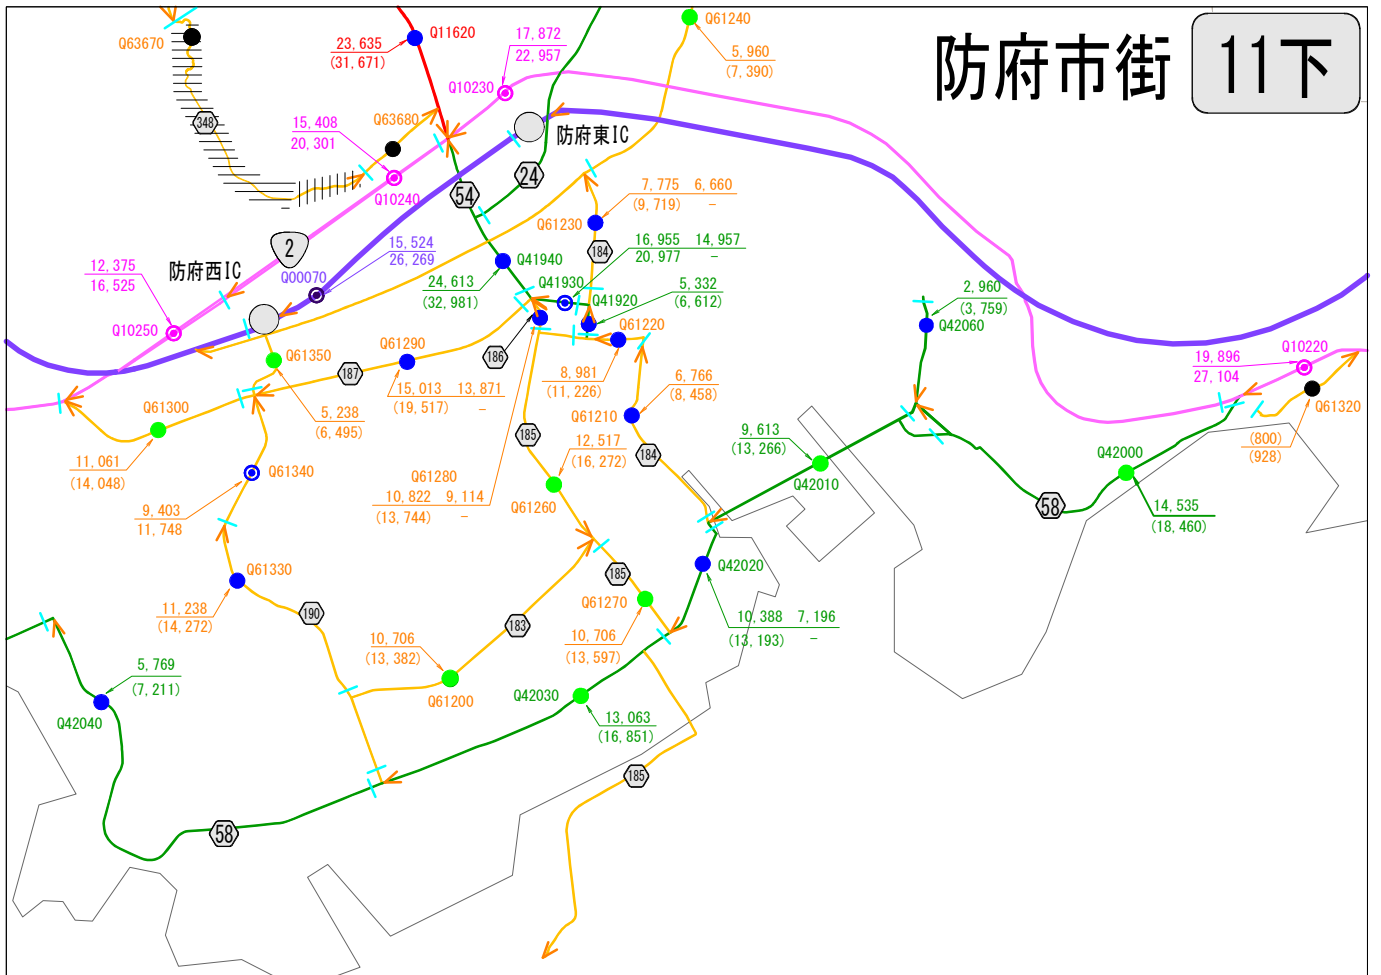 防府市街 11下
Q63670
23,635
(31,671)
Q11620
17,872
22,957
Q61240
5,960
(7,390)
Q10230
348
15,408
20,301
Q63680
防府東IC
Q10240
54
24
7,775 6,660
(9,719) −
Q61230
2
15,524
26,269
184
16,955 14,957
20,977 −
防府西IC
Q00070
12,375
16,525
Q41940
24,613
(32,981)
Q41930
Q41920
5,332
(6,612)
2,960
(3,759)
Q42060
Q10250
Q61220
Q61290
186
Q10220
19,896
27,104
Q61350
187
8,981
(11,226)
6,766
(8,458)
15,013 13,871
(19,517) −
Q61320
(800)
(928)
Q61300
5,238
(6,495)
Q61210
185
12,517
(16,272)
184
9,613
(13,266)
11,061
(14,048)
Q61340
Q61280
10,822 9,114
(13,744) −
Q61260
Q42010
Q42000
58
14,535
(18,460)
9,403
11,748
Q61330
185
Q42020
Q61270
11,238
(14,272)
190
183
10,706
(13,382)
10,706
(13,597)
10,388 7,196
(13,193) −
5,769
(7,211)
Q61200
Q42030
Q42040
13,063
(16,851)
185
58